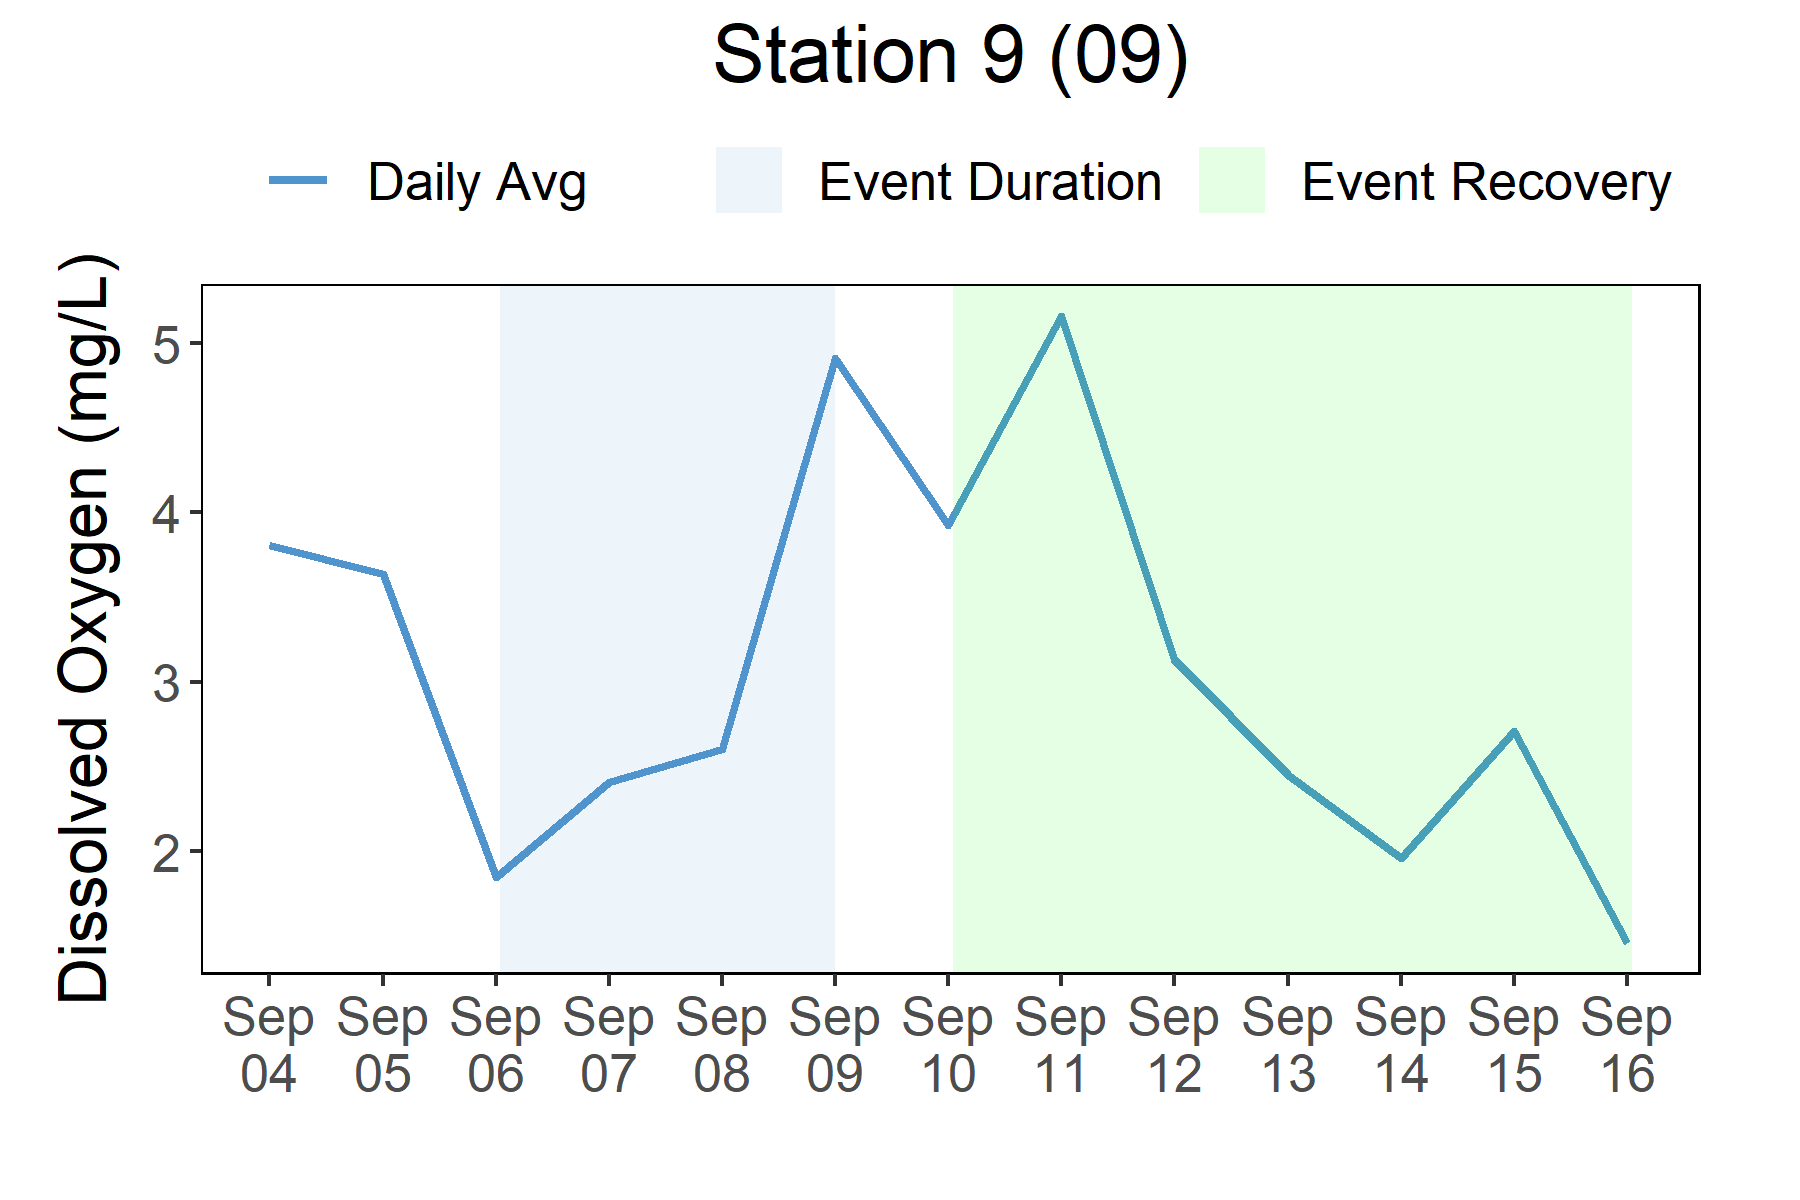 Station 9 (09)
Daily Avg Event Duration Event Recovery
Dissolved Oxygen (mg/L)
5
4
3
2
Sep Sep Sep Sep Sep Sep Sep Sep Sep Sep Sep Sep Sep
04 05 06 07 08 09 10 11 12 13 14 15 16